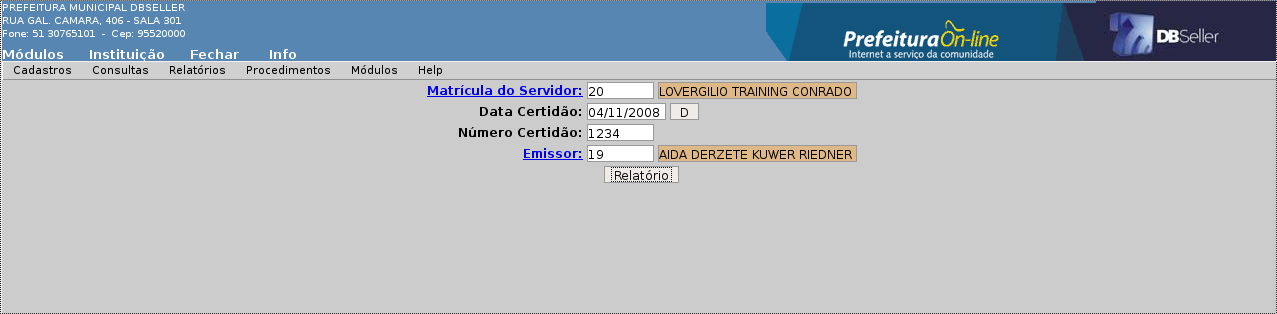 PREFEITURA MUNICIPAL DBSELLER
RUA GAL. CAMARA, 406 - SALA 301
Fone: 51 30765101 - Cep: 95520000
Prefeitura On-line
Internet a serviço da comunidade
DBSeller
Módulos Instituição Fechar Info
Cadastros Consultas Relatórios Procedimentos Módulos Help
Matrícula do Servidor: 20 LOVERGILIO TRAINING CONRADO
Data Certidão: 04/11/2008 D
Número Certidão: 1234
Emissor: 19 AIDA DERZETE KUWER RIEDNER
Relatório